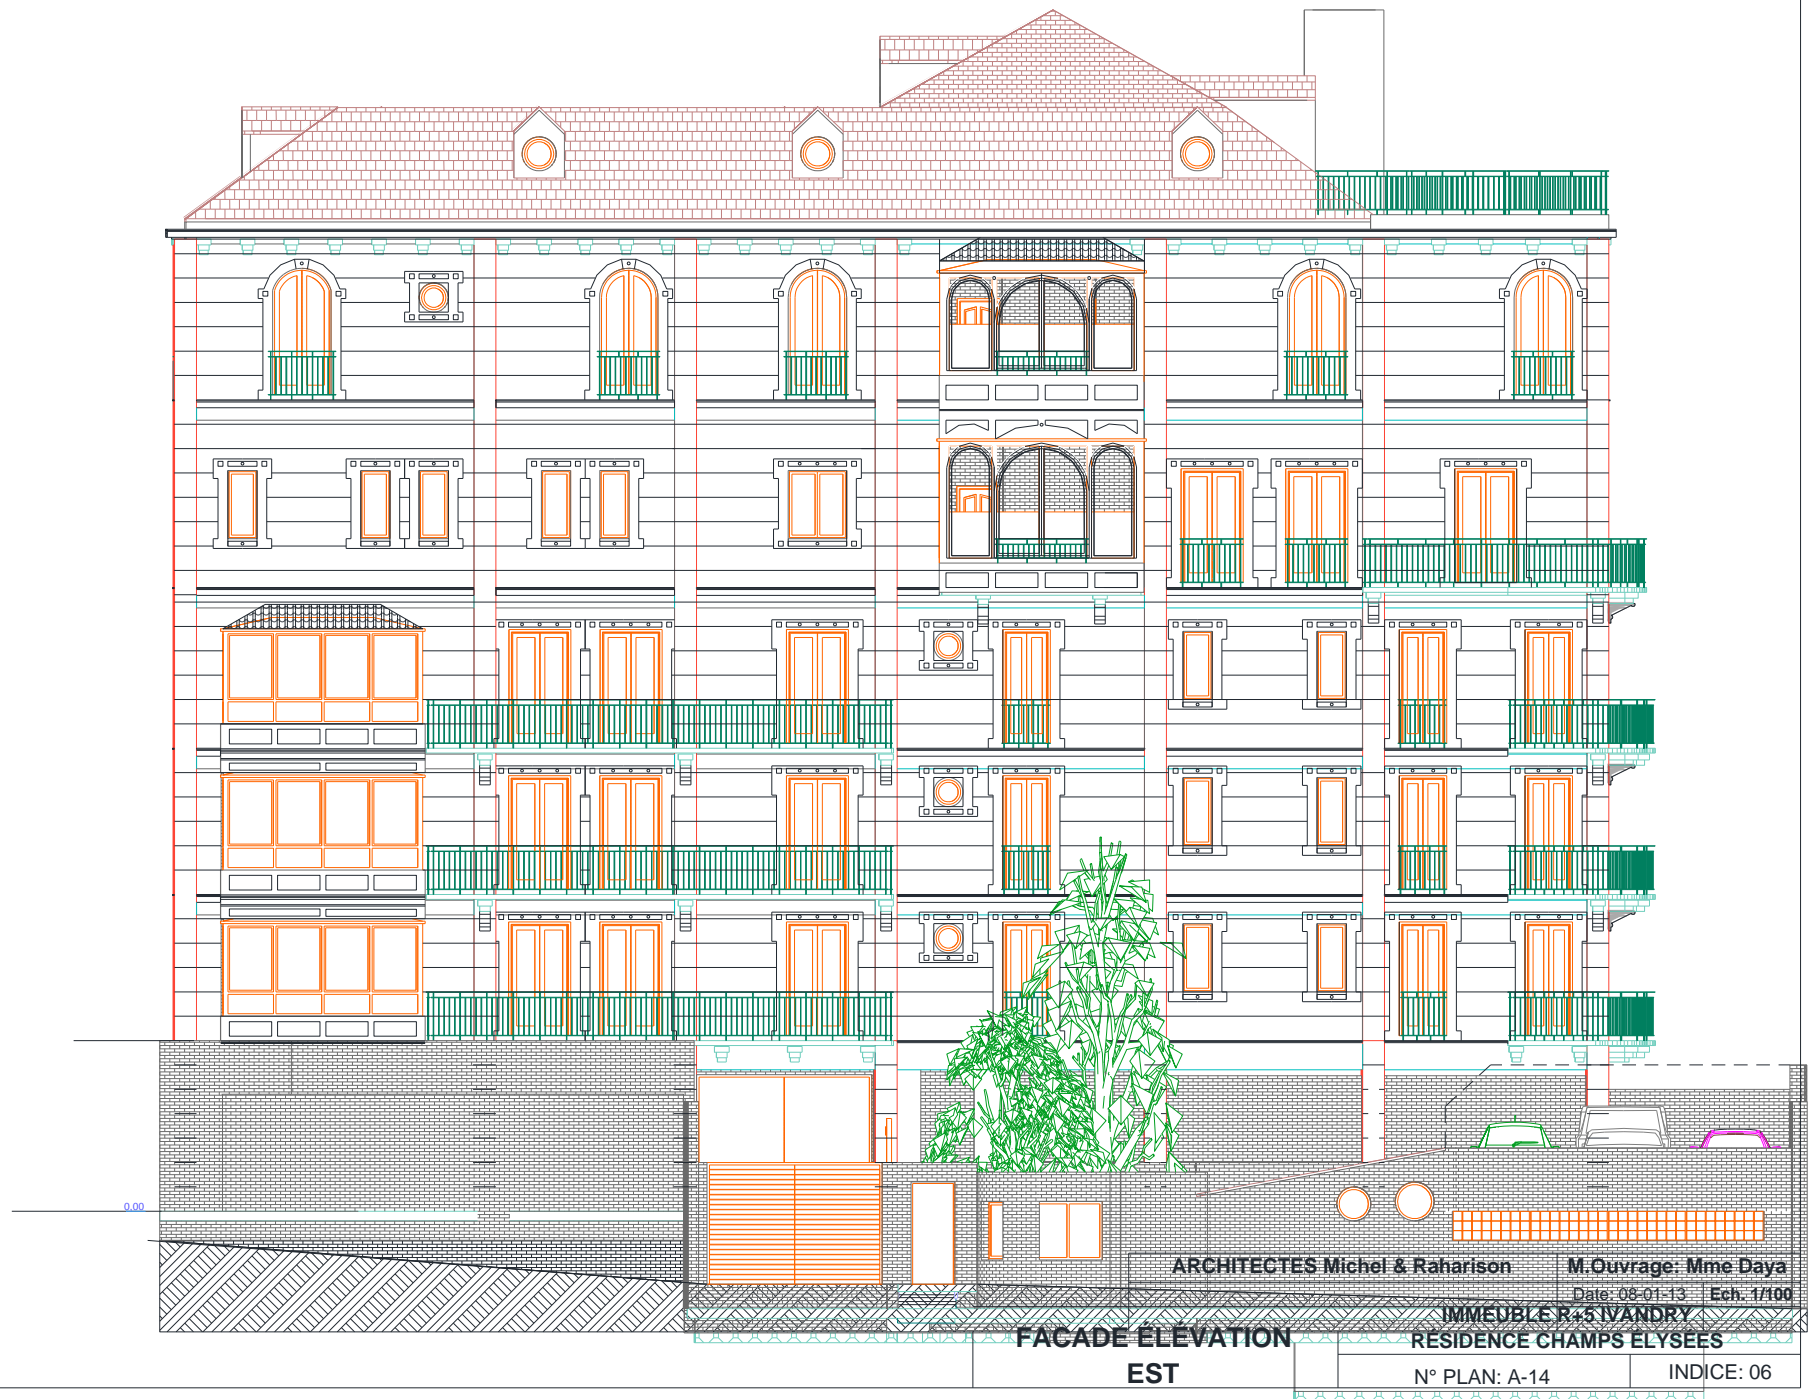 0.00
ARCHITECTES Michel & Raharison
M.Ouvrage: Mme Daya
Date: 08-01-13
Ech. 1/100
IMMEUBLE R+5 IVANDRY
RESIDENCE CHAMPS ELYSEES
FACADE ÉLÉVATION
EST
N° PLAN: A-14
INDICE: 06